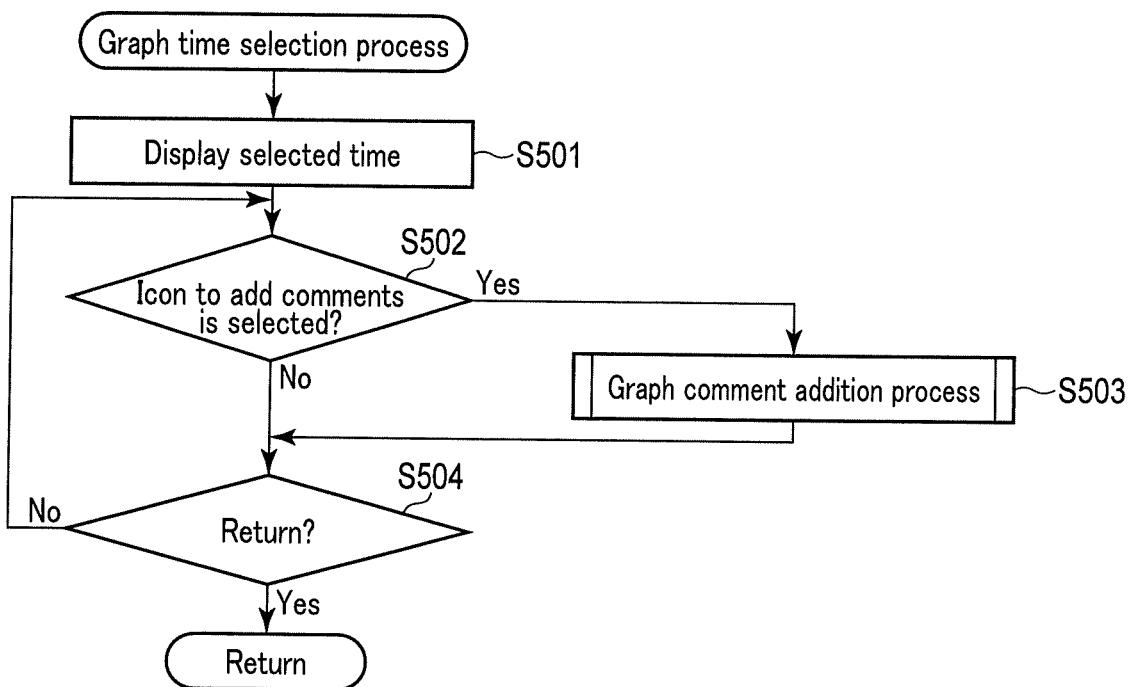 Graph time selection process
Display selected time
S501
S502
Icon to add comments
is selected?
Yes
No
Graph comment addition process
S503
S504
No
Return?
Yes
Return